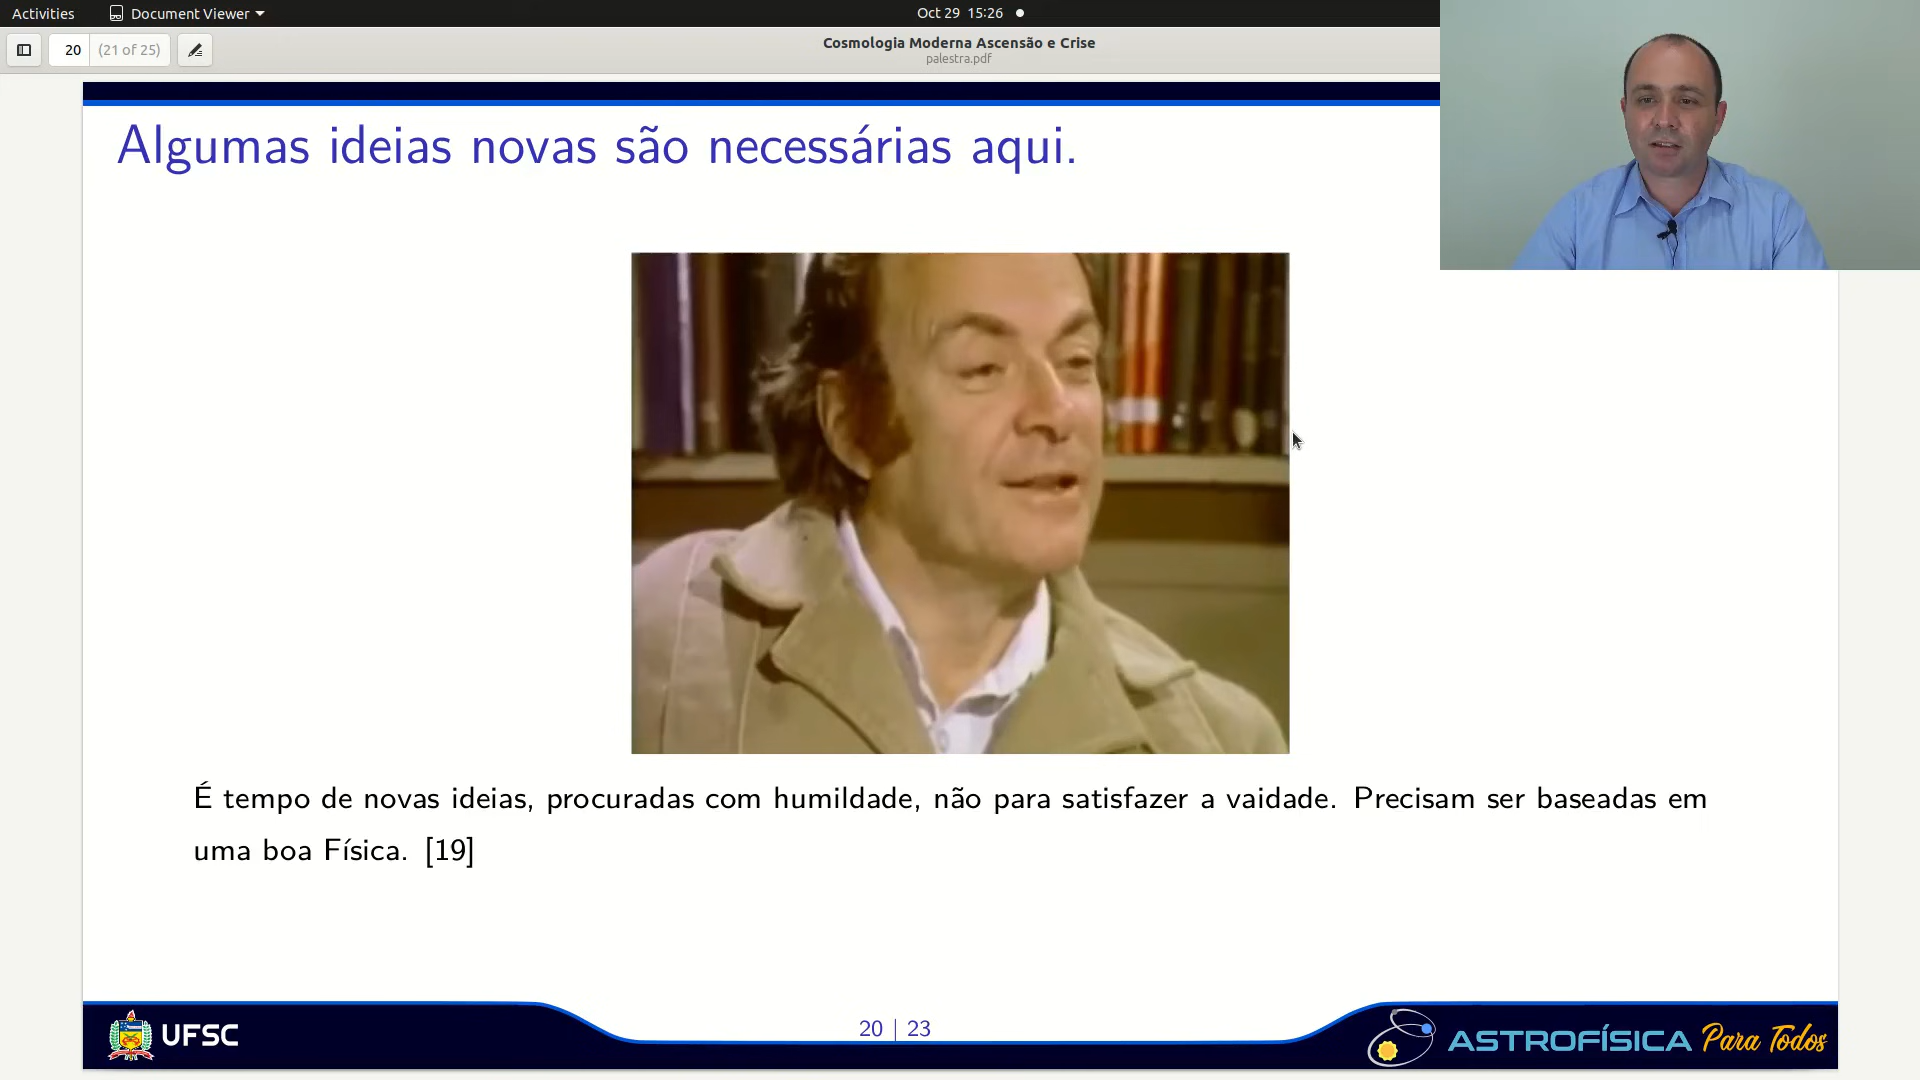 Activities
Document Viewer
Oct 29 15:26
20 (21 of 25)
Cosmologia Moderna Ascensão e Crise
palestra.pdf
Algumas ideias novas são necessárias aqui.
É tempo de novas ideias, procuradas com humildade, não para satisfazer a vaidade. Precisam ser baseadas em
uma boa Física. [19]
UFSC
20 | 23
ASTROFÍSICA Para Todos